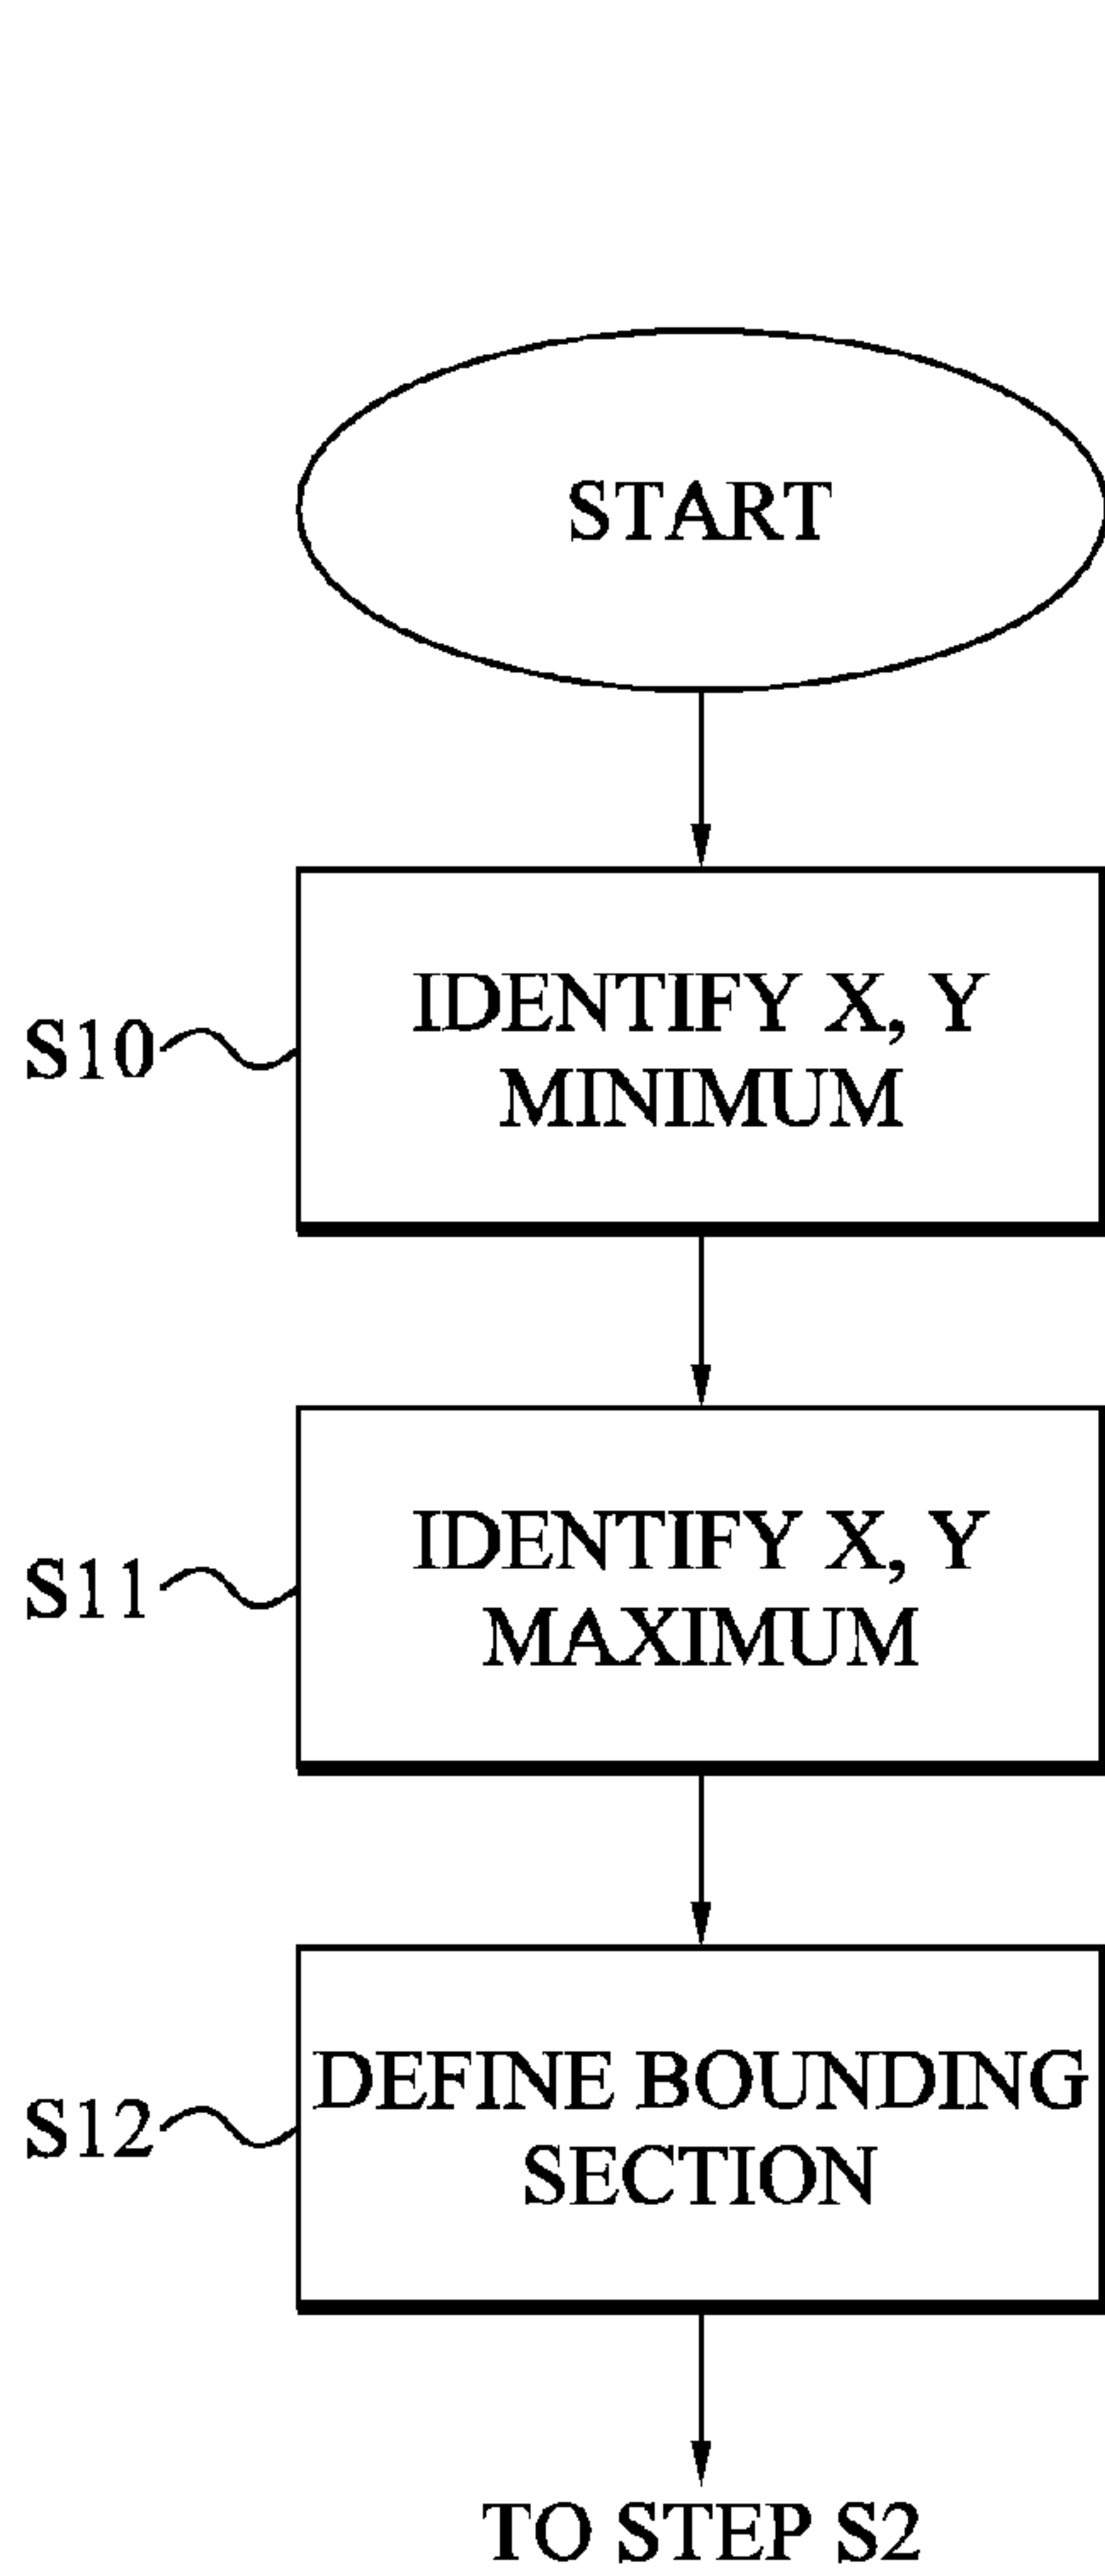 START
S10
IDENTIFY X, Y
MINIMUM
S11
IDENTIFY X, Y
MAXIMUM
S12
DEFINE BOUNDING
SECTION
TO STEP S2